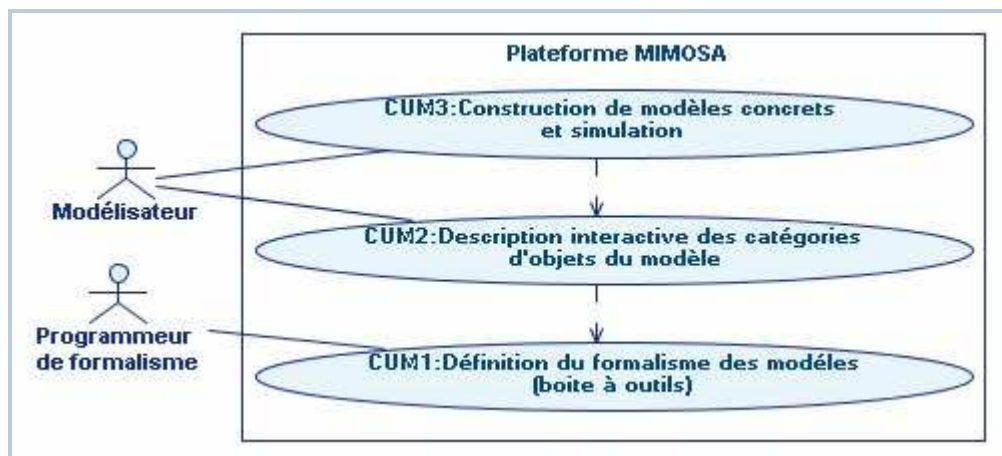 Plateforme MIMOSA
CUM3:Construction de modèles concrets
et simulation
Modélisateur
CUM2:Description interactive des catégories
d'objets du modèle
Programmeur
de formalisme
CUM1:Définition du formalisme des modéles
(boite à outils)